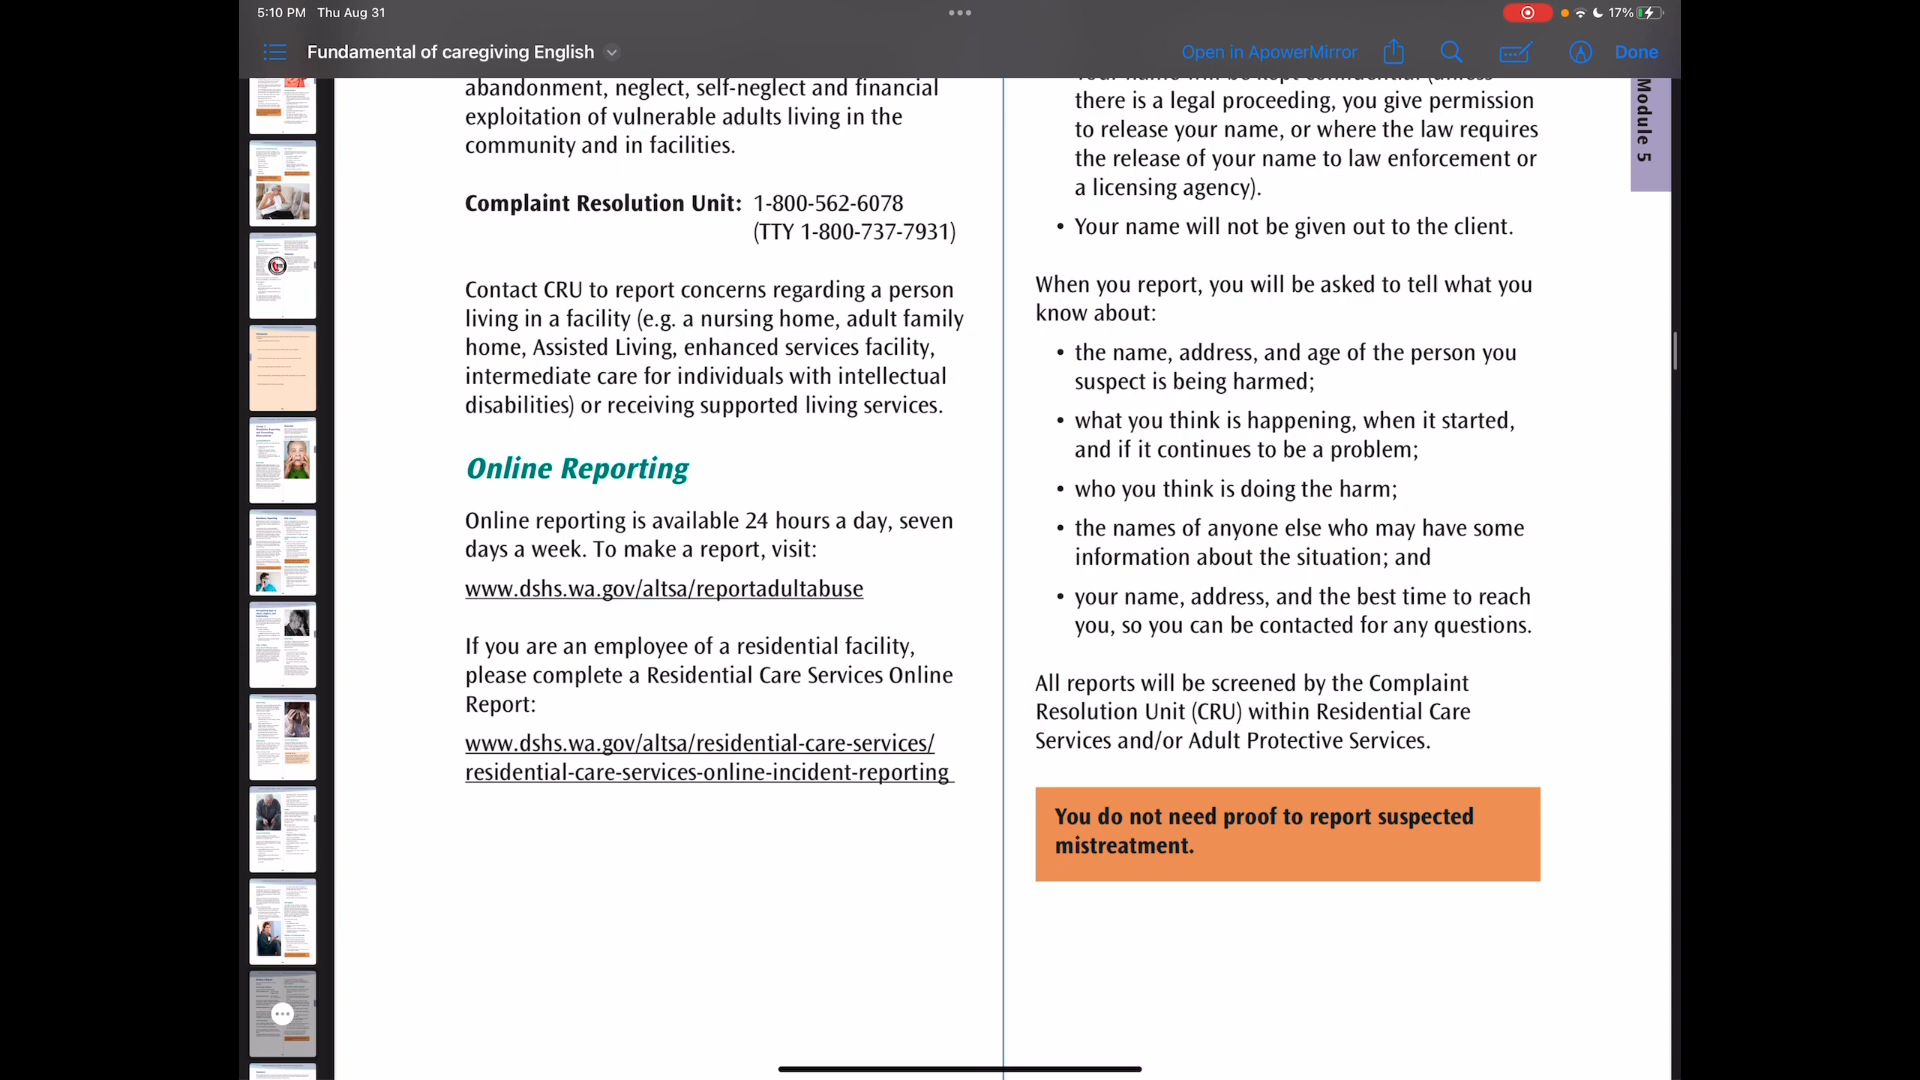 5:10 PM Thu Aug 31
17%
Fundamental of caregiving English
Open in ApowerMirror
Done
abandonment, neglect, self-neglect and financial
exploitation of vulnerable adults living in the
community and in facilities.
Complaint Resolution Unit: 1-800-562-6078
(TTY 1-800-737-7931)
Contact CRU to report concerns regarding a person
living in a facility (e.g. a nursing home, adult family
home, Assisted Living, enhanced services facility,
intermediate care for individuals with intellectual
disabilities) or receiving supported living services.
Online Reporting
Online reporting is available 24 hours a day, seven
days a week. To make a report, visit:
www.dshs.wa.gov/altsa/reportadultabuse
If you are an employee of a residential facility,
please complete a Residential Care Services Online
Report:
www.dshs.wa.gov/altsa/residential-care-services/
residential-care-services-online-incident-reporting
Your name will be kept confidential (unless
there is a legal proceeding, you give permission
to release your name, or where the law requires
the release of your name to law enforcement or
a licensing agency).
• Your name will not be given out to the client.
When you report, you will be asked to tell what you
know about:
• the name, address, and age of the person you
suspect is being harmed;
• what you think is happening, when it started,
and if it continues to be a problem;
• who you think is doing the harm;
• the names of anyone else who may have some
information about the situation; and
• your name, address, and the best time to reach
you, so you can be contacted for any questions.
All reports will be screened by the Complaint
Resolution Unit (CRU) within Residential Care
Services and/or Adult Protective Services.
You do not need proof to report suspected
mistreatment.
Module 5